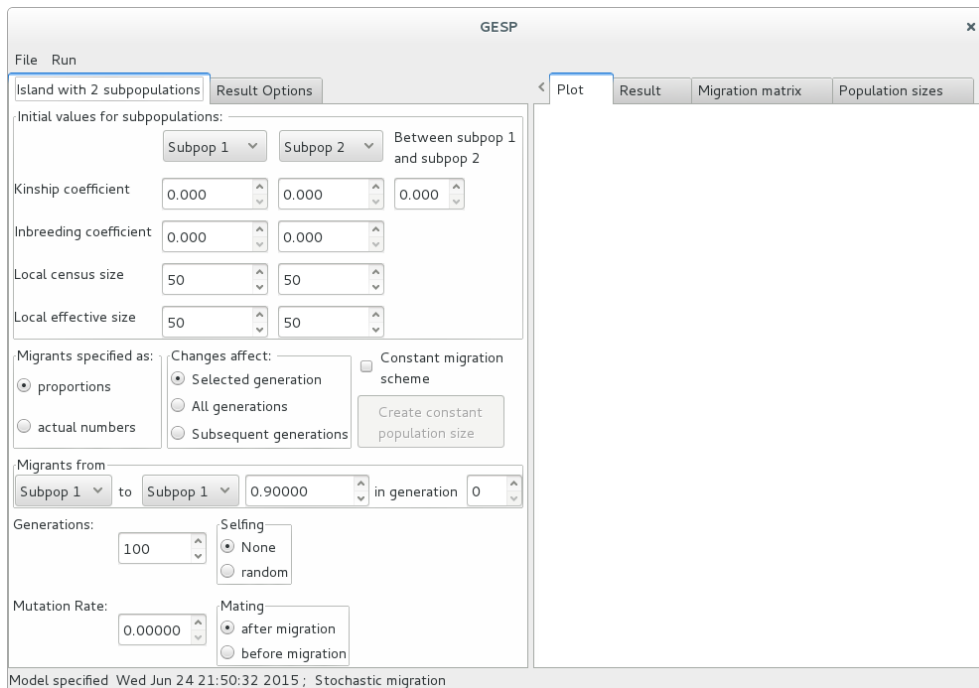 GESP
File Run
Island with 2 subpopulations Result Options
Plot Result Migration matrix Population sizes
Initial values for subpopulations:
Subpop 1 Subpop 2 Between subpop 1
and subpop 2
Kinship coefficient 0.000 0.000 0.000
Inbreeding coefficient 0.000 0.000
Local census size 50 50
Local effective size 50 50
Migrants specified as:
proportions
actual numbers
Changes affect:
Selected generation
All generations
Subsequent generations
Constant migration
scheme
Create constant
population size
Migrants from
Subpop 1 to Subpop 1 0.90000 in generation 0
Generations: 100
Selfing
None
random
Mutation Rate: 0.00000
Mating
after migration
before migration
Model specified Wed Jun 24 21:50:32 2015 ; Stochastic migration